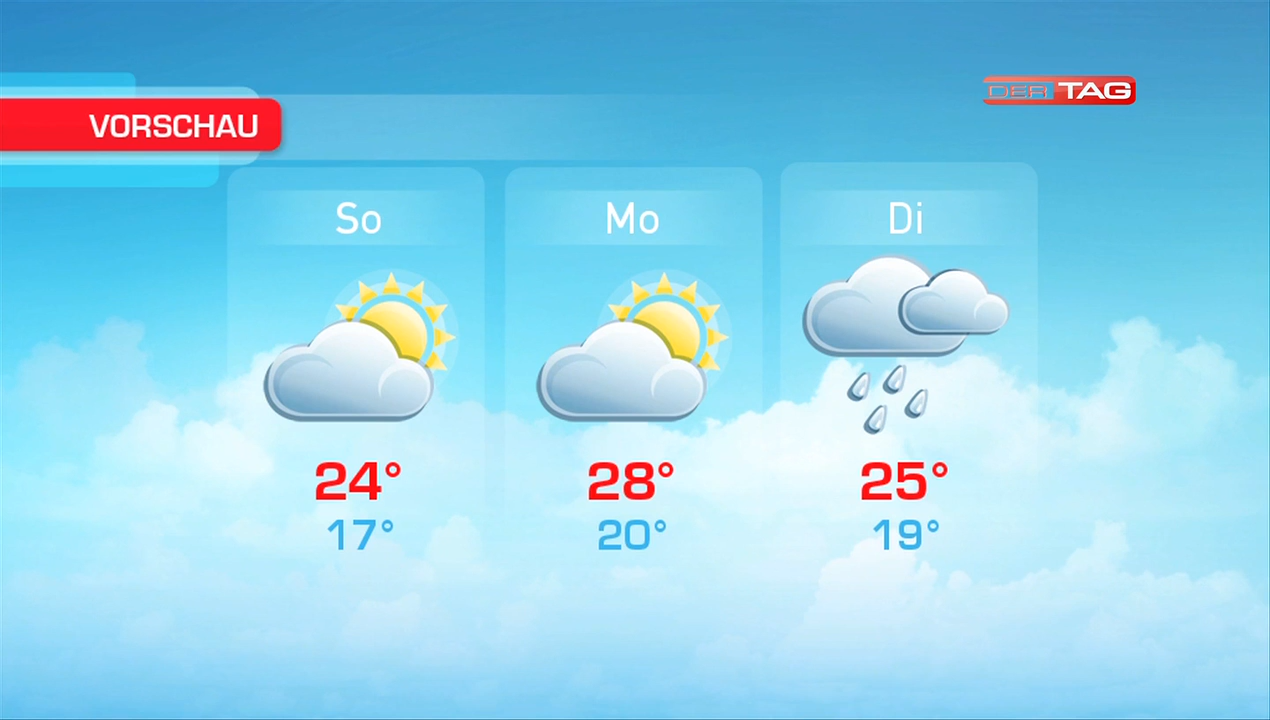 DER TAG
VORSCHAU
So Mo Di
24° 28° 25°
17° 20° 19°